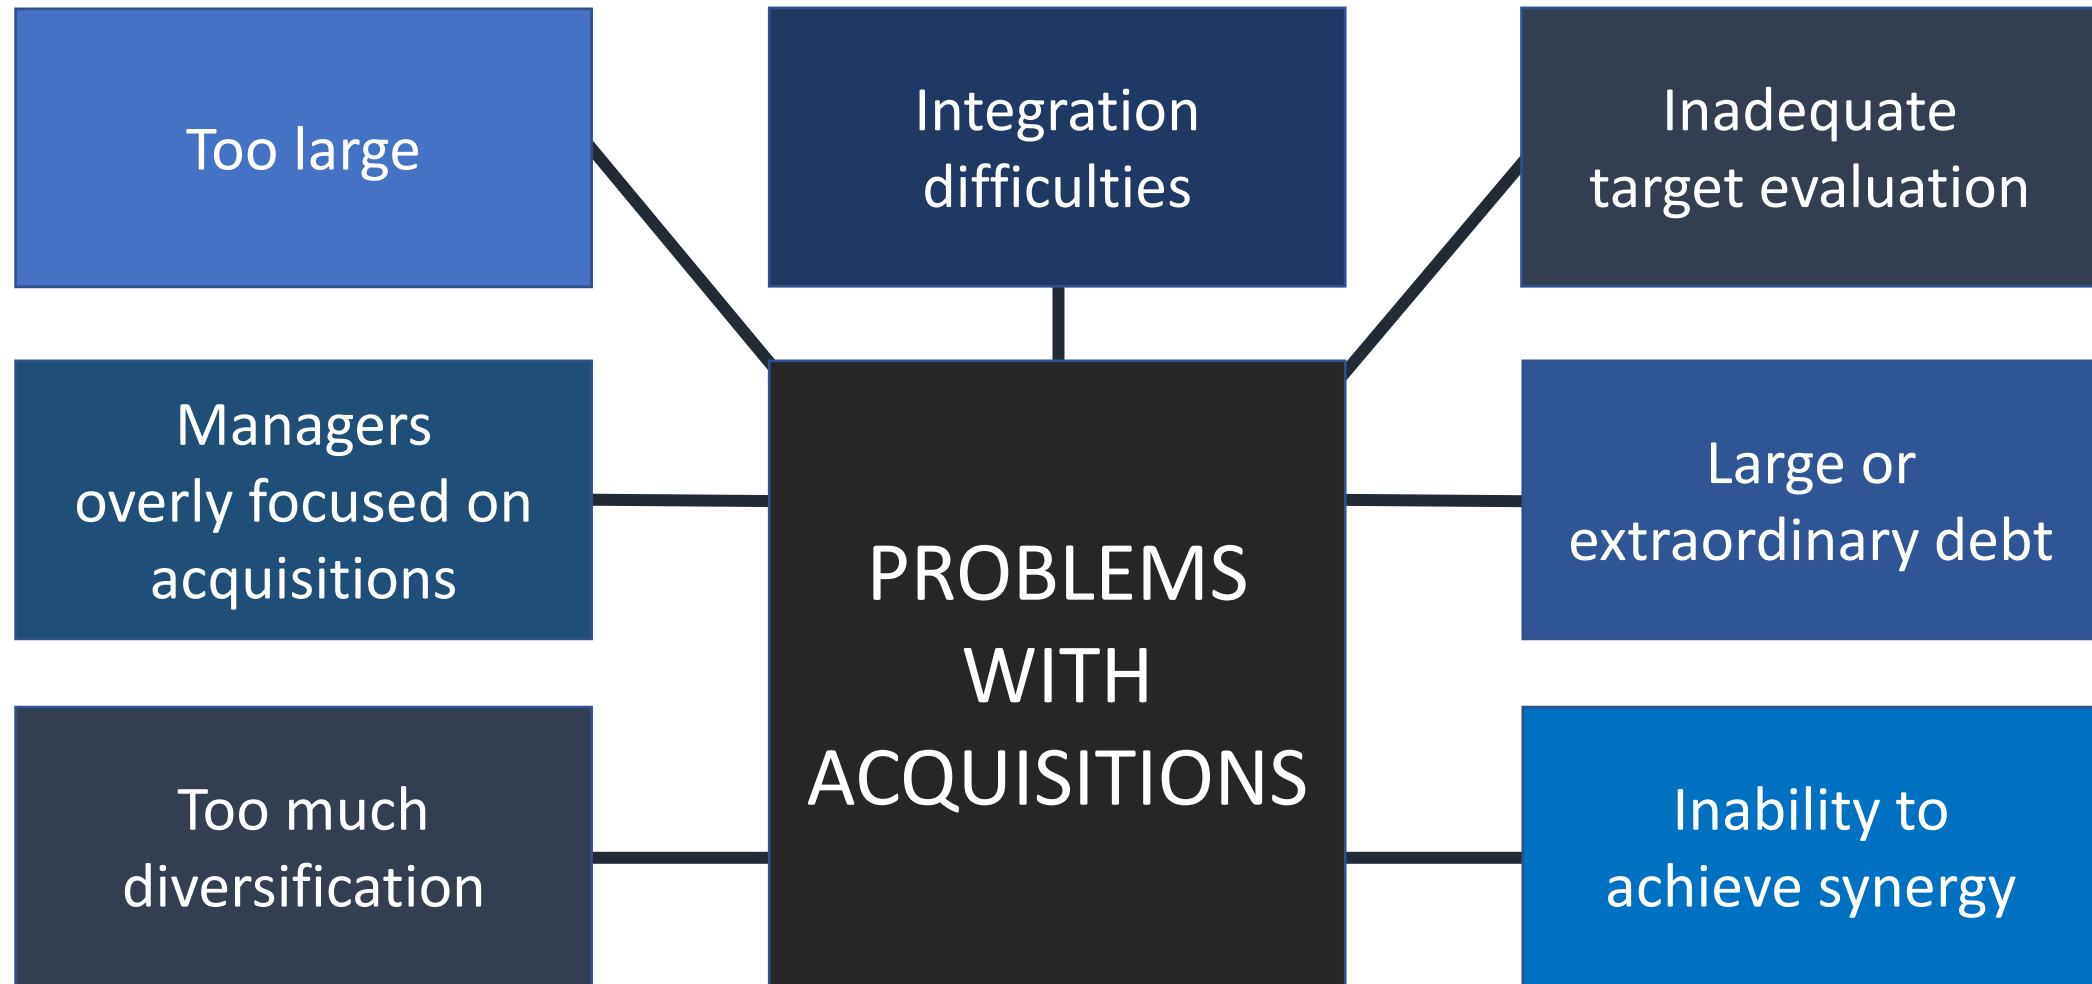 Too large
Integration
difficulties
Inadequate
target evaluation
Managers
overly focused on
acquisitions
PROBLEMS
WITH
ACQUISITIONS
Large or
extraordinary debt
Too much
diversification
Inability to
achieve synergy